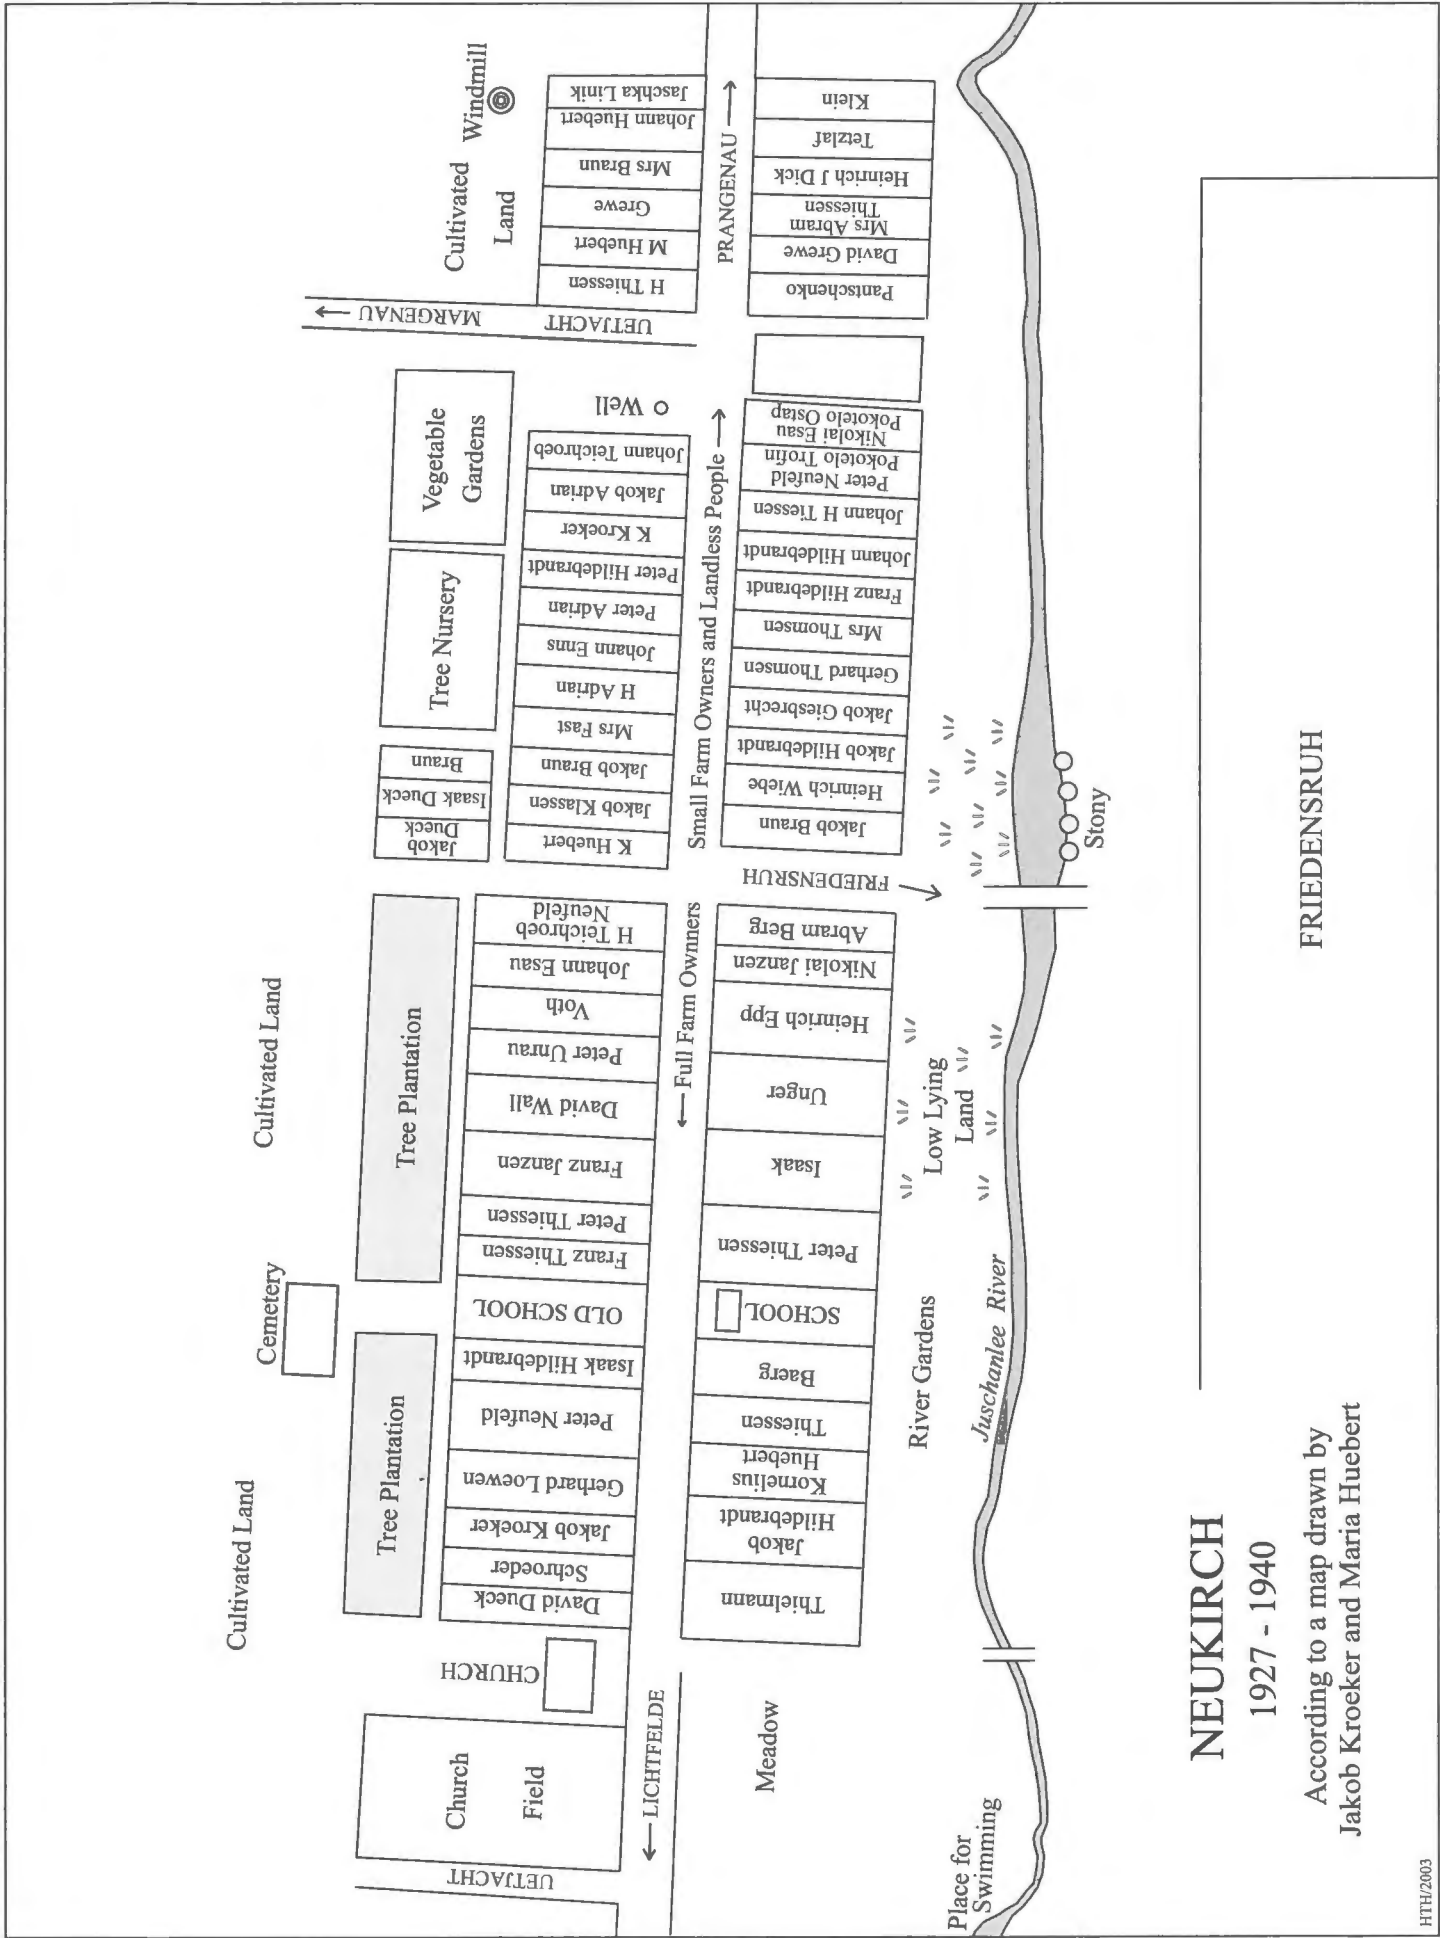 Windmill
Cultivated
Land
Jaschka Linik
Johann Huebert
Mrs Braun
Grewe
M Huebert
H Thiessen
PRANGENAU
Klein
Tetzlaf
Heinrich J Dick
Mrs Abram
Thiessen
David Grewe
Pantschenko
MARGENAU
UETJACHT
Vegetable
Gardens
Tree Nursery
Braun
Isaak Dueck
Jakob
Dueck
Well
Johann Teichroeb
Jakob Adrian
K Kroeker
Peter Hildebrandt
Peter Adrian
Johann Enns
H Adrian
Mrs Fast
Jakob Braun
Jakob Klassen
K Huebert
Small Farm Owners and Landless People
Nikolai Esau
Pokotelo Ostap
Peter Neufeld
Pokotelo Trofin
Johann H Tiessen
Johann Hildebrandt
Franz Hildebrandt
Mrs Thomsen
Gerhard Thomsen
Jakob Giesbrecht
Jakob Hildebrandt
Heinrich Wiebe
Jakob Braun
Stony
FRIEDENSRUH
Cultivated Land
Tree Plantation
H Teichroeb
Neufeld
Johann Esau
Voth
Peter Unrau
David Wall
Franz Janzen
Peter Thiessen
Franz Thiessen
OLD SCHOOL
Isaak Hildebrandt
Peter Neufeld
Gerhard Loewen
Jakob Kroeker
Schroeder
David Dueck
Full Farm Owners
Abram Berg
Nikolai Janzen
Heinrich Epp
Unger
Isaak
Peter Thiessen
SCHOOL
Baerg
Thiessen
Kornelius
Huebert
Jakob
Hildebrandt
Thielmann
Low Lying
Land
River Gardens
Juschanlee River
Cemetery
Tree Plantation
Cultivated Land
CHURCH
Church
Field
UETJACHT
LICHTFELDE
Meadow
Place for
Swimming
FRIEDENSRUH
NEUKIRCH
1927 - 1940
According to a map drawn by
Jakob Kroeker and Maria Huebert
HTH/2003